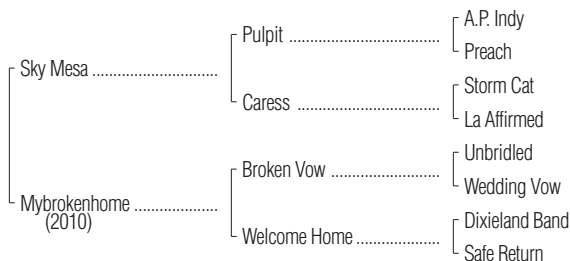 A.P. Indy
Pulpit
Preach
Sky Mesa
Storm Cat
Caress
La Affirmed
Unbridled
Broken Vow
Wedding Vow
Mybrokenhome
(2010)
Dixieland Band
Welcome Home
Safe Return